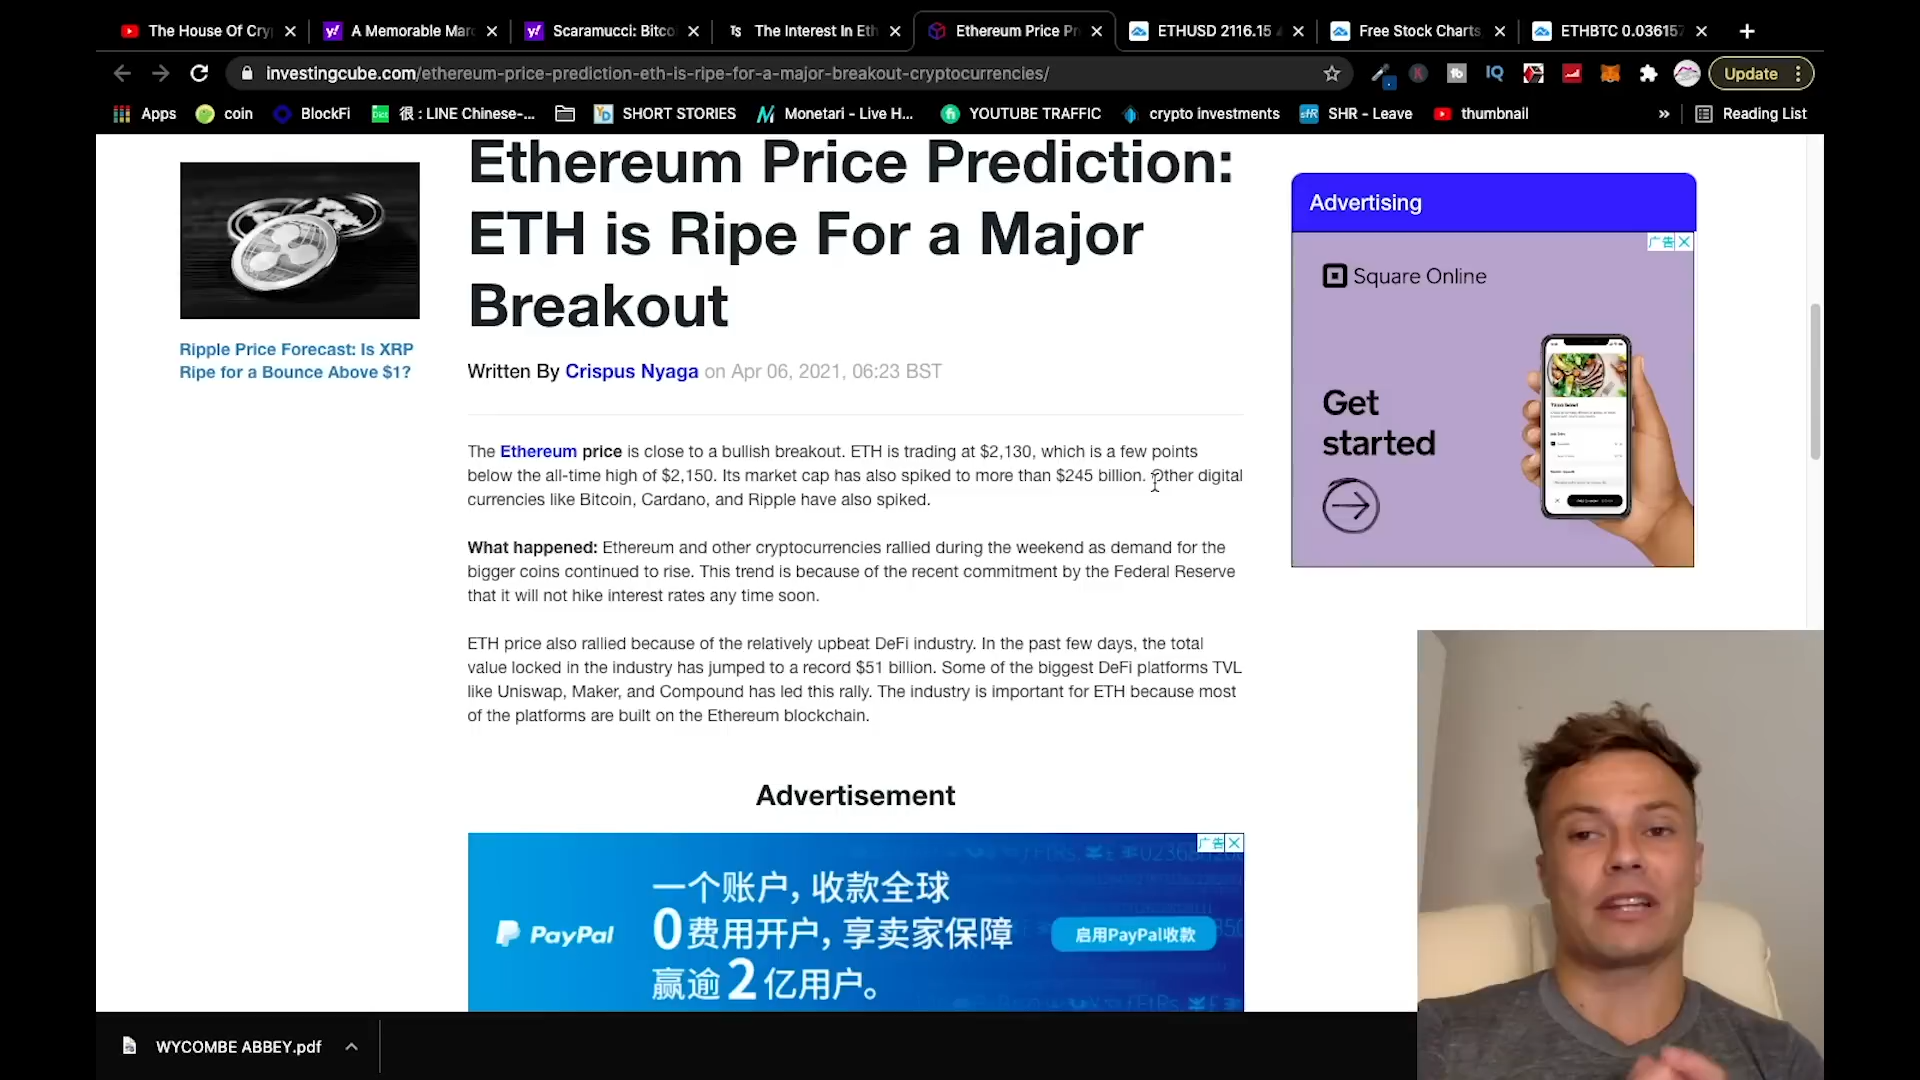 The House Of Cry
A Memorable Mar
Scaramucci: Bitco
The Interest In Eth
Ethereum Price Pr
ETHUSD 2116.15
Free Stock Charts
ETHBTC 0.036157
investingcube.com/ethereum-price-prediction-eth-is-ripe-for-a-major-breakout-cryptocurrencies/
Update
Apps
coin
BlockFi
很 : LINE Chinese-...
SHORT STORIES
Monetari - Live H...
YOUTUBE TRAFFIC
crypto investments
SHR - Leave
thumbnail
»
Reading List
Ripple Price Forecast: Is XRP
Ripe for a Bounce Above $1?
Ethereum Price Prediction:
ETH is Ripe For a Major
Breakout
Written By Crispus Nyaga on Apr 06, 2021, 06:23 BST
The Ethereum price is close to a bullish breakout. ETH is trading at $2,130, which is a few points
below the all-time high of $2,150. Its market cap has also spiked to more than $245 billion. Other digital
currencies like Bitcoin, Cardano, and Ripple have also spiked.
What happened: Ethereum and other cryptocurrencies rallied during the weekend as demand for the
bigger coins continued to rise. This trend is because of the recent commitment by the Federal Reserve
that it will not hike interest rates any time soon.
ETH price also rallied because of the relatively upbeat DeFi industry. In the past few days, the total
value locked in the industry has jumped to a record $51 billion. Some of the biggest DeFi platforms TVL
like Uniswap, Maker, and Compound has led this rally. The industry is important for ETH because most
of the platforms are built on the Ethereum blockchain.
Advertisement
广告
PayPal
一个账户, 收款全球
0费用开户, 享卖家保障
赢逾2亿用户。
启用PayPal收款
Advertising
广告
Square Online
Get
started
WYCOMBE ABBEY.pdf